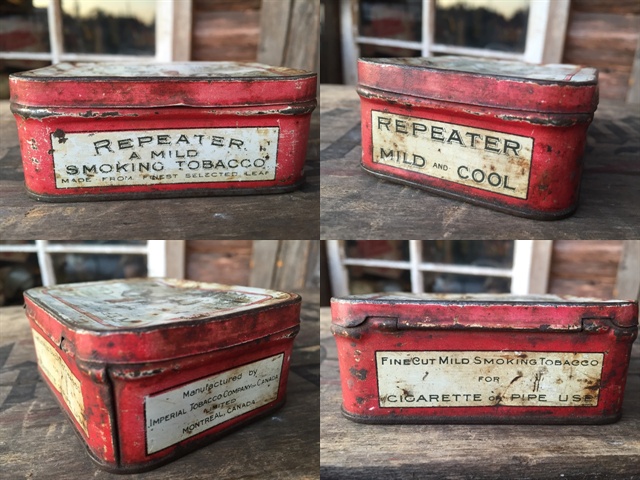 REPEATER
A MILD
SMOKING TOBACCO
MADE FROM FINEST SELECTED LEAF
REPEATER
MILD AND COOL
Manufactured by
IMPERIAL TOBACCO COMPANY OF CANADA
LIMITED
MONTREAL, CANADA
FINE CUT MILD SMOKING TOBACCO
FOR
CIGARETTE OR PIPE USE